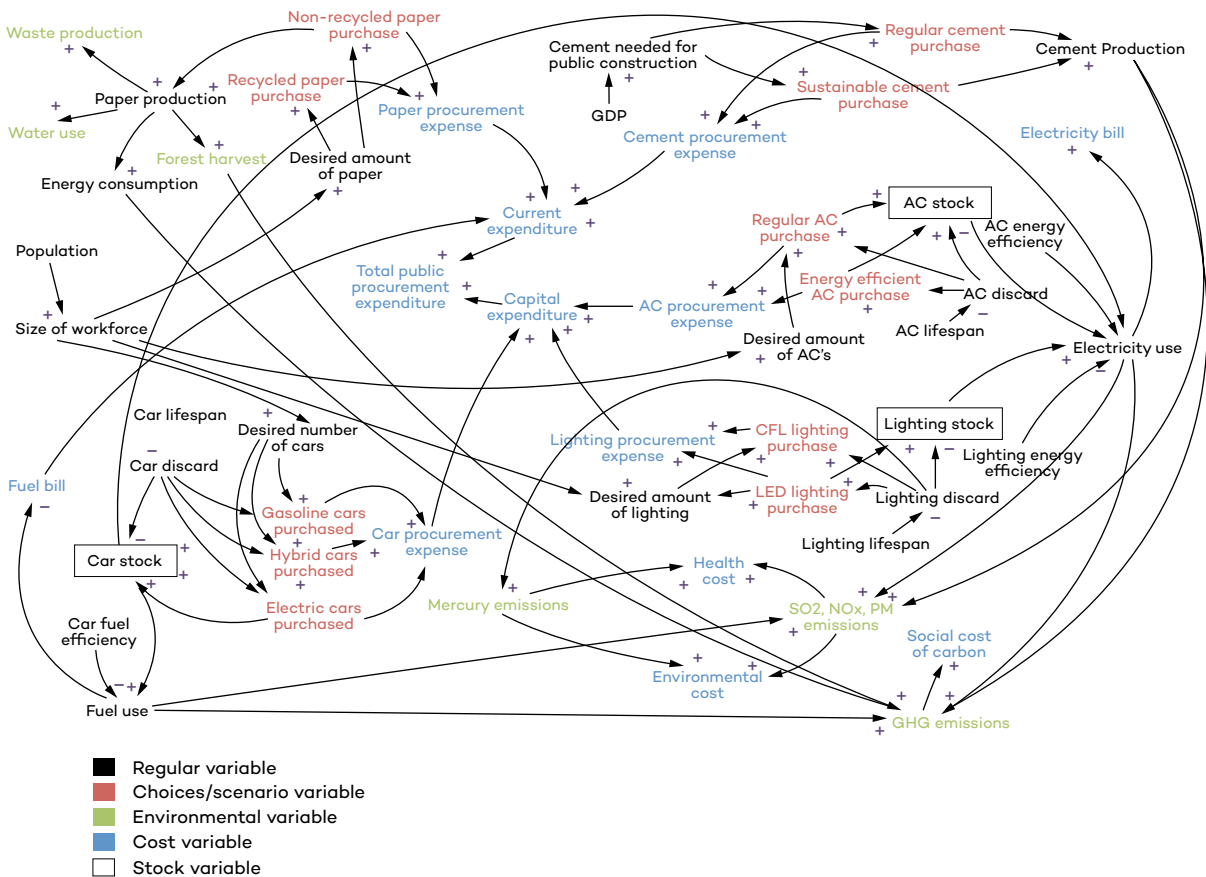 Non-recycled paper
purchase
Waste production
Regular cement
purchase
Cement needed for
public construction
Cement Production
Recycled paper
purchase
Paper production
Sustainable cement
purchase
Paper procurement
expense
GDP
Water use
Cement procurement
expense
Electricity bill
Forest harvest
Desired amount
of paper
Energy consumption
AC stock
Current
expenditure
Regular AC
purchase
AC energy
efficiency
Population
Total public
procurement
expenditure
Energy efficient
AC purchase
AC discard
Capital
expenditure
AC procurement
expense
Size of workforce
AC lifespan
Desired amount
of AC's
Electricity use
Car lifespan
Desired number
of cars
Lighting stock
CFL lighting
purchase
Lighting procurement
expense
Lighting energy
efficiency
Car discard
Fuel bill
Desired amount
of lighting
LED lighting
purchase
Lighting discard
Gasoline cars
purchased
Car procurement
expense
Lighting lifespan
Car stock
Hybrid cars
purchased
Health
cost
Electric cars
purchased
Mercury emissions
SO2, NOx, PM
emissions
Car fuel
efficiency
Social cost
of carbon
Environmental
cost
Fuel use
GHG emissions
Regular variable
Choices/scenario variable
Environmental variable
Cost variable
Stock variable